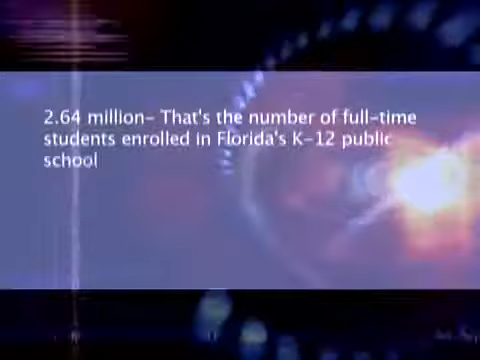 2.64 million- That's the number of full-time
students enrolled in Florida's K-12 public
school